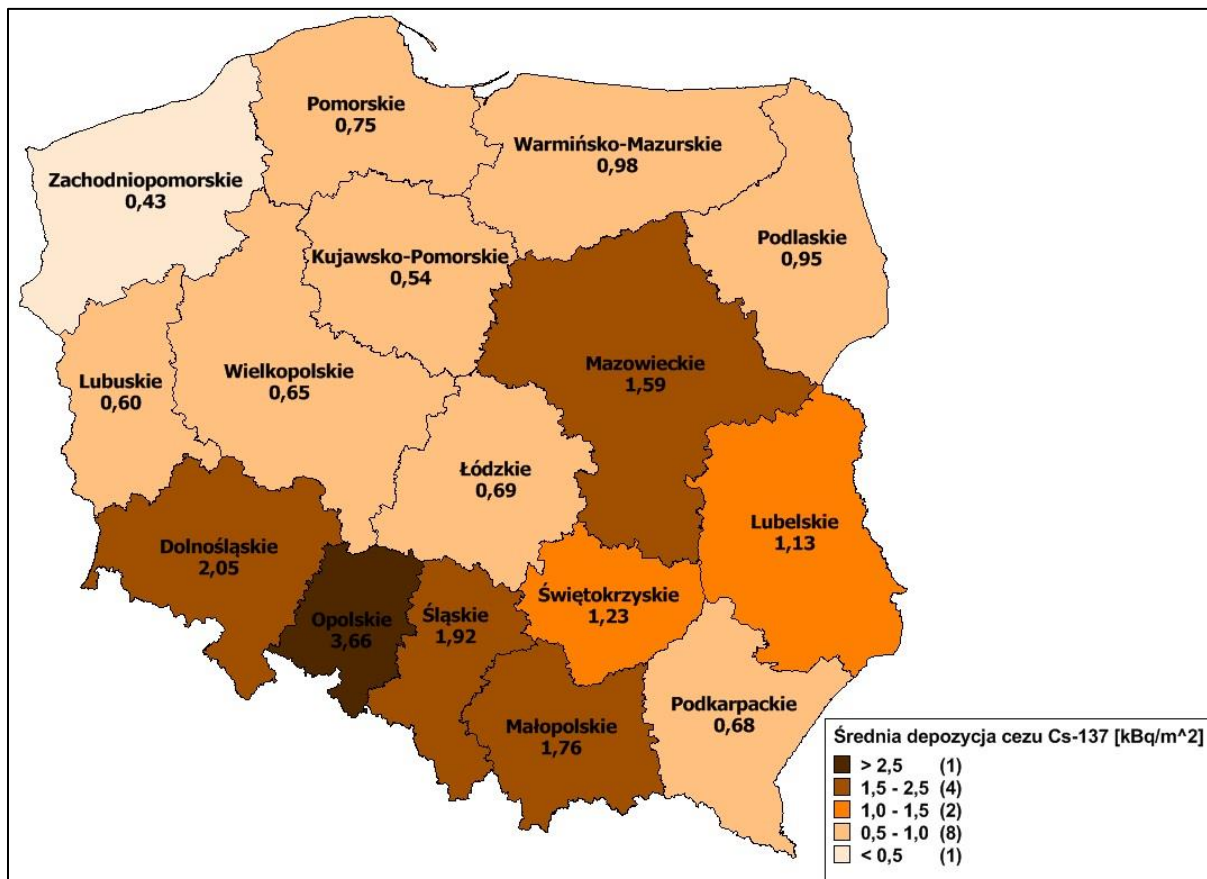 Pomorskie
0,75
Warmińsko-Mazurskie
0,98
Zachodniopomorskie
0,43
Podlaskie
0,95
Kujawsko-Pomorskie
0,54
Mazowieckie
1,59
Wielkopolskie
0,65
Lubuskie
0,60
Łódzkie
0,69
Lubelskie
1,13
Dolnośląskie
2,05
Świętokrzyskie
1,23
Opolskie
3,66
Śląskie
1,92
Podkarpackie
0,68
Małopolskie
1,76
Średnia depozycja cezu Cs-137 [kBq/m^2]
> 2,5 (1)
1,5 - 2,5 (4)
1,0 - 1,5 (2)
0,5 - 1,0 (8)
< 0,5 (1)